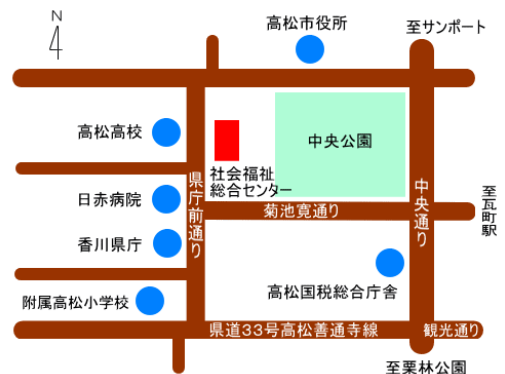 N
高松市役所
至サンポート
高松高校
中央公園
社会福祉
総合センター
日赤病院
県庁前通り
中央通り
至瓦町駅
菊池寛通り
香川県庁
高松国税総合庁舎
附属高松小学校
県道33号高松善通寺線
観光通り
至栗林公園